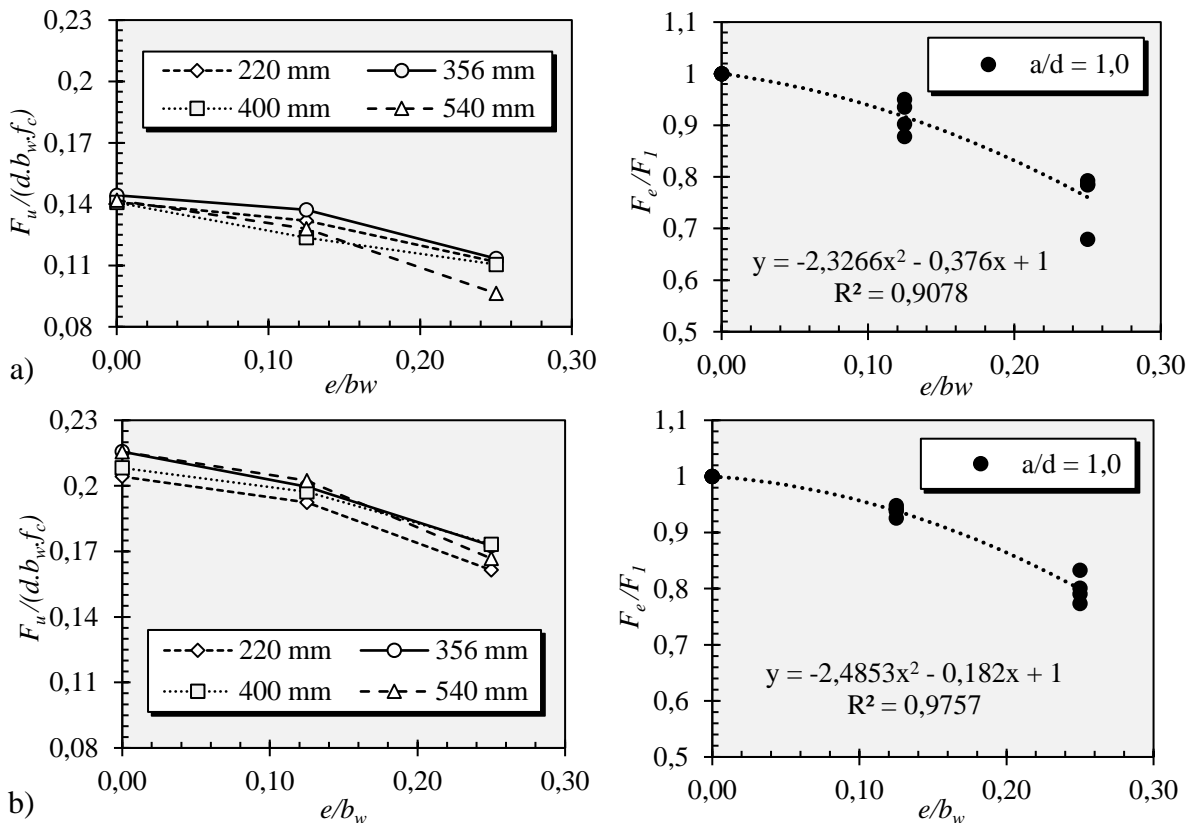 0,23
0,2
0,17
0,14
0,11
0,08
F_u/(d.b_w.f_c)
220 mm
356 mm
400 mm
540 mm
0,00
0,10
0,20
0,30
e/bw
a)
1,1
1
0,9
0,8
0,7
0,6
0,5
F_e/F_1
a/d = 1,0
y = -2,3266x² - 0,376x + 1
R² = 0,9078
0,00
0,10
0,20
0,30
e/bw
0,23
0,2
0,17
0,14
0,11
0,08
F_u/(d.b_w.f_c)
220 mm
356 mm
400 mm
540 mm
0,00
0,10
0,20
0,30
e/b_w
b)
1,1
1
0,9
0,8
0,7
0,6
0,5
F_e/F_1
a/d = 1,0
y = -2,4853x² - 0,182x + 1
R² = 0,9757
0,00
0,10
0,20
0,30
e/b_w